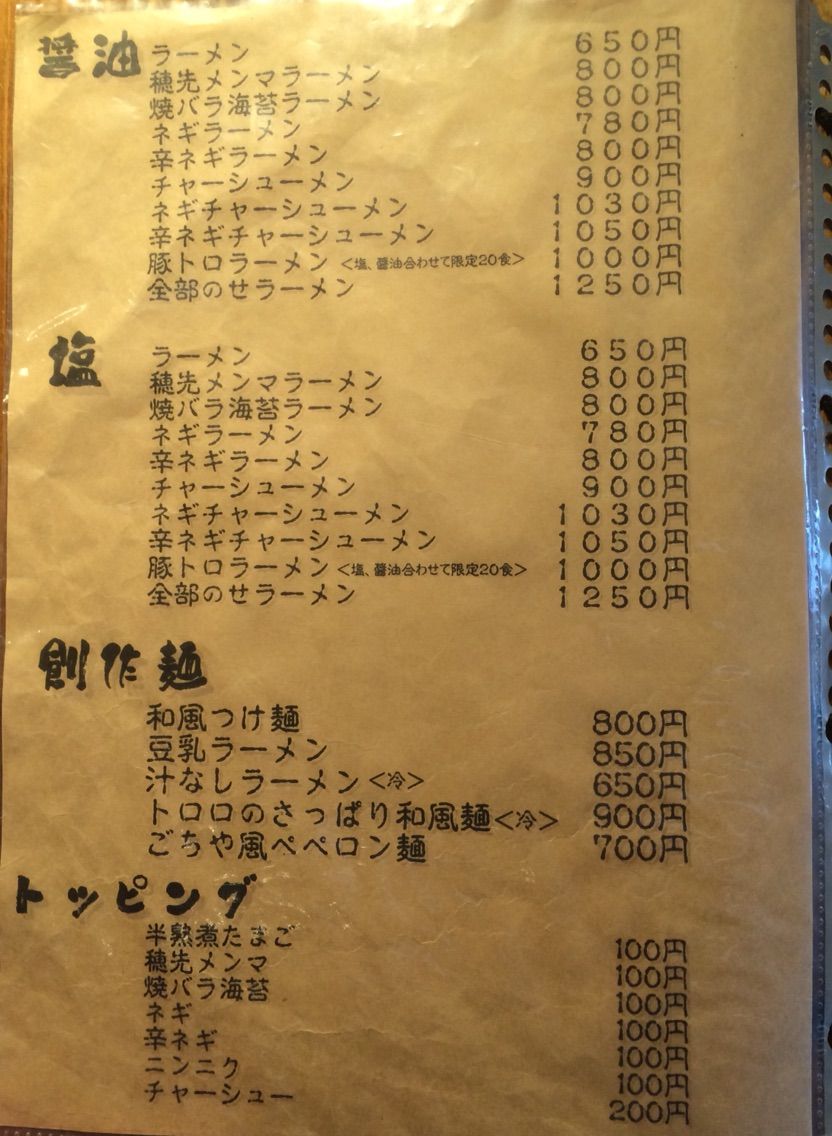 醤油
ラーメン 650円
穂先メンマラーメン 800円
焼バラ海苔ラーメン 800円
ネギラーメン 780円
辛ネギラーメン 800円
チャーシューメン 900円
ネギチャーシューメン 1030円
辛ネギチャーシューメン 1050円
豚トロラーメン<塩、醤油合わせて限定20食> 1000円
全部のせラーメン 1250円
塩
ラーメン 650円
穂先メンマラーメン 800円
焼バラ海苔ラーメン 800円
ネギラーメン 780円
辛ネギラーメン 800円
チャーシューメン 900円
ネギチャーシューメン 1030円
辛ネギチャーシューメン 1050円
豚トロラーメン<塩、醤油合わせて限定20食> 1000円
全部のせラーメン 1250円
創作麺
和風つけ麺 800円
豆乳ラーメン 850円
汁なしラーメン<冷> 650円
トロロのさっぱり和風麺<冷> 900円
ごちや風ペペロン麺 700円
トッピング
半熟煮たまご 100円
穂先メンマ 100円
焼バラ海苔 100円
ネギ 100円
辛ネギ 100円
ニンニク 100円
チャーシュー 200円